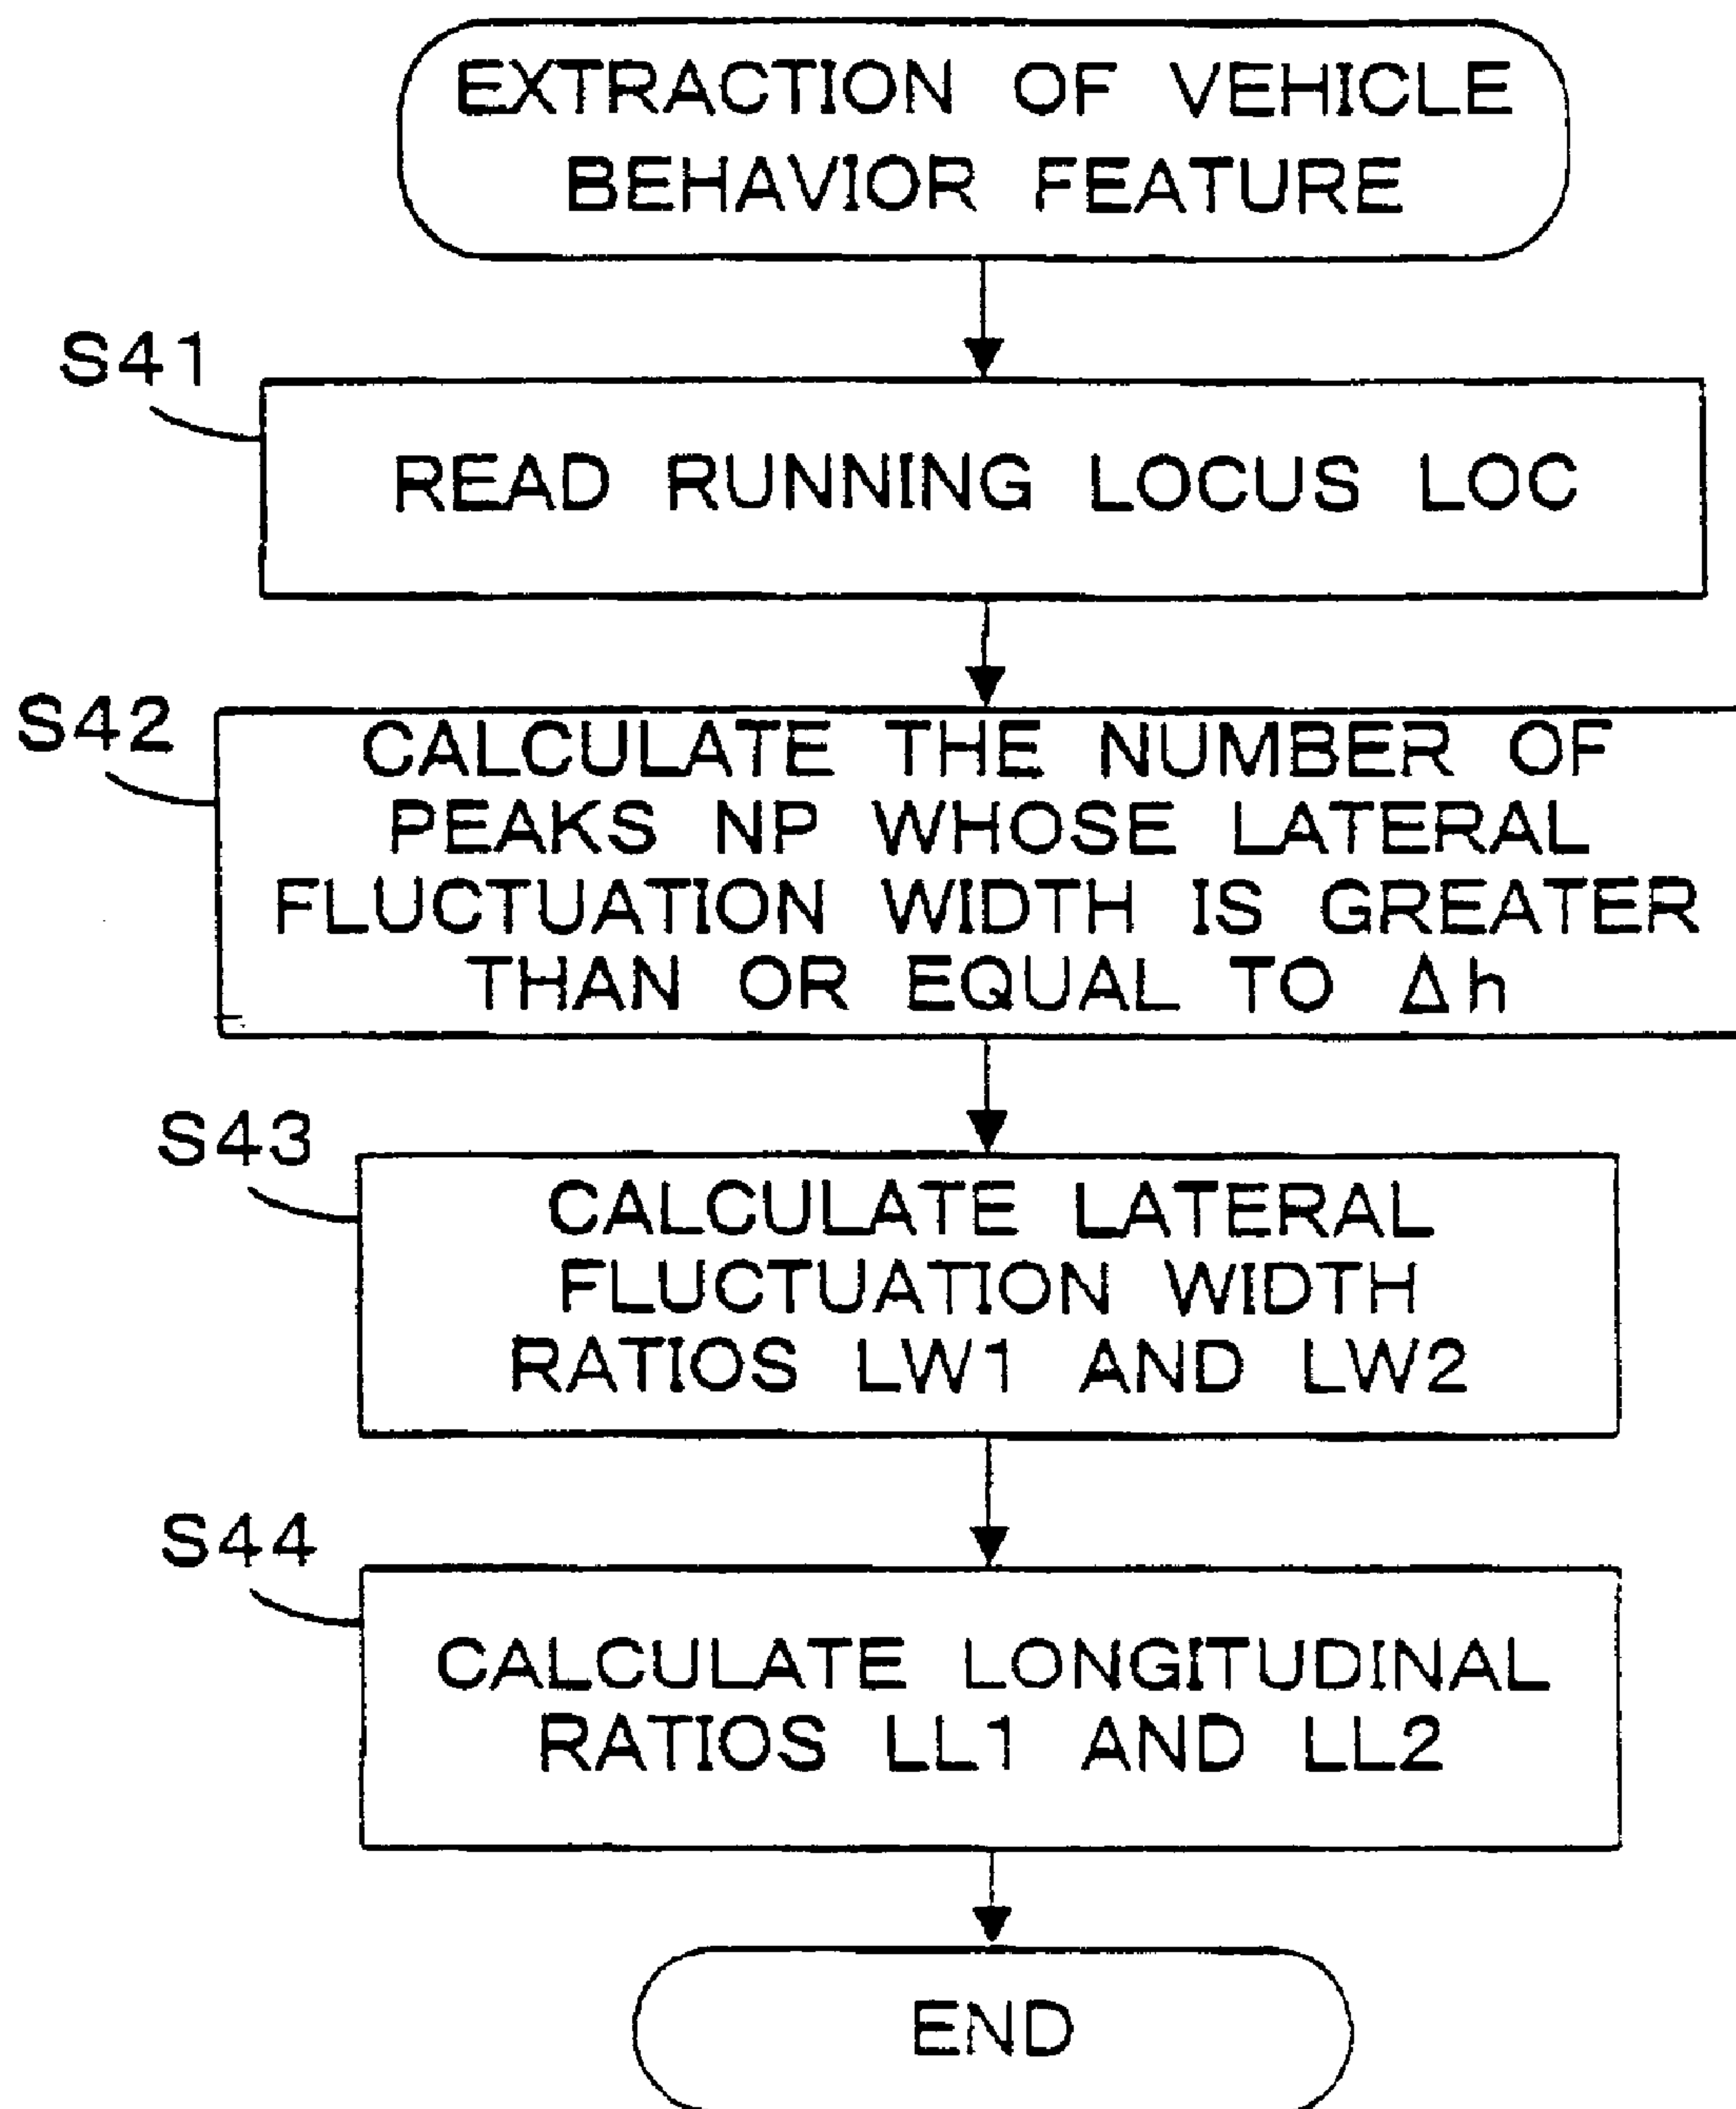 EXTRACTION OF VEHICLE
BEHAVIOR FEATURE
S41
READ RUNNING LOCUS LOC
S42
CALCULATE THE NUMBER OF
PEAKS NP WHOSE LATERAL
FLUCTUATION WIDTH IS GREATER
THAN OR EQUAL TO Δh
S43
CALCULATE LATERAL
FLUCTUATION WIDTH
RATIOS LW1 AND LW2
S44
CALCULATE LONGITUDINAL
RATIOS LL1 AND LL2
END